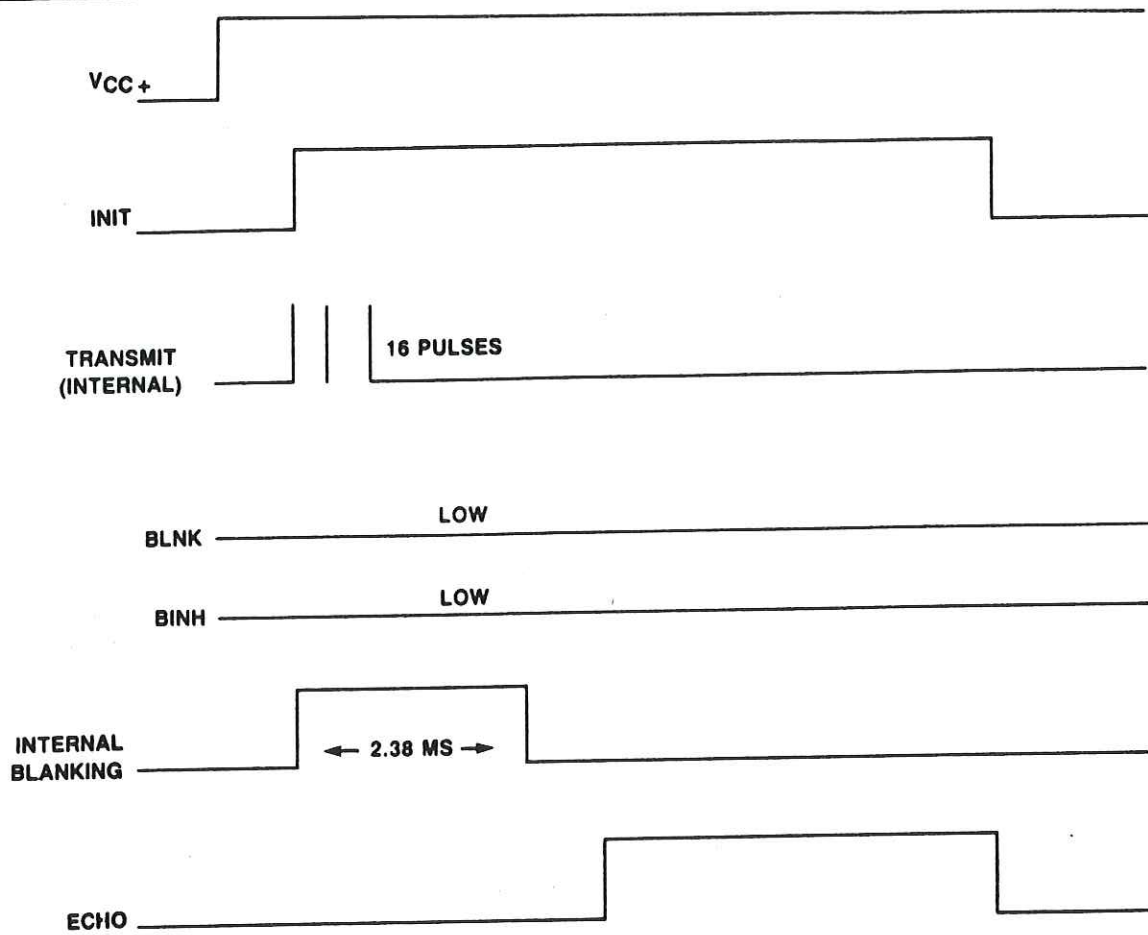 VCC+
INIT
TRANSMIT
(INTERNAL)
16 PULSES
BLNK
LOW
BINH
LOW
INTERNAL
BLANKING
2.38 MS
ECHO